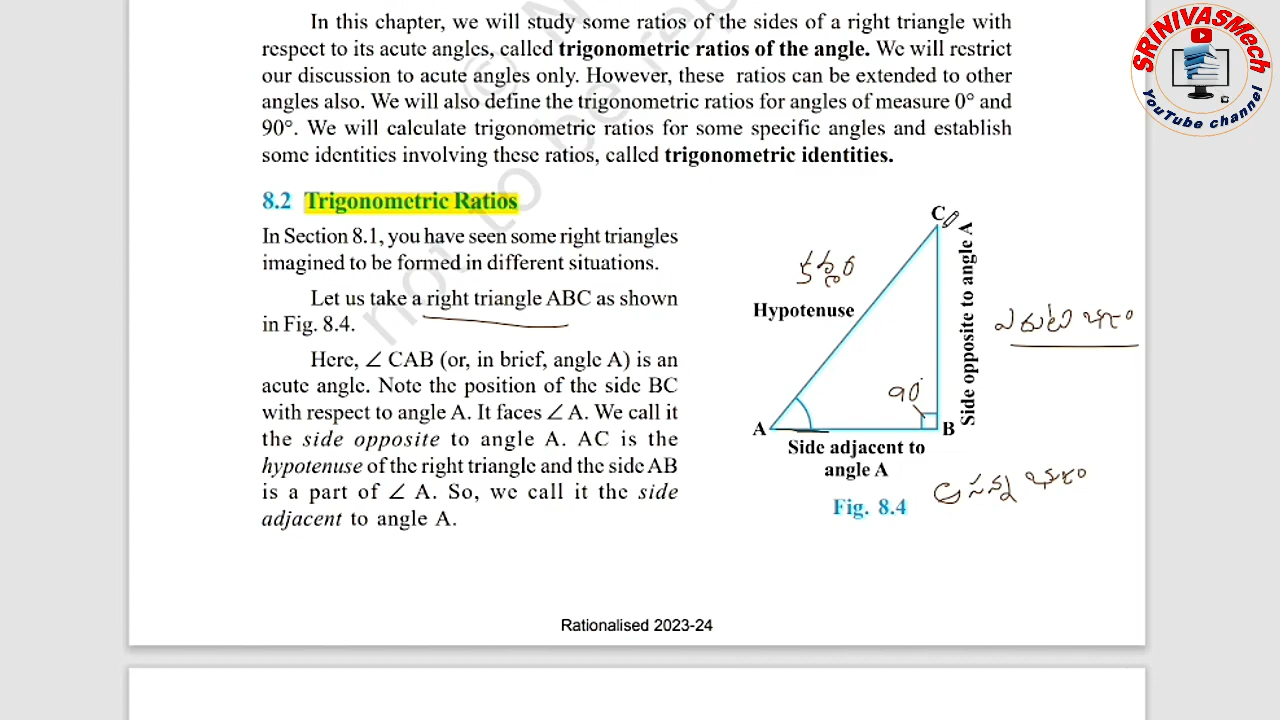 In this chapter, we will study some ratios of the sides of a right triangle with
respect to its acute angles, called trigonometric ratios of the angle. We will restrict
our discussion to acute angles only. However, these ratios can be extended to other
angles also. We will also define the trigonometric ratios for angles of measure 0° and
90°. We will calculate trigonometric ratios for some specific angles and establish
some identities involving these ratios, called trigonometric identities.
8.2 Trigonometric Ratios
In Section 8.1, you have seen some right triangles
imagined to be formed in different situations.
Let us take a right triangle ABC as shown
in Fig. 8.4.
Here, ∠ CAB (or, in brief, angle A) is an
acute angle. Note the position of the side BC
with respect to angle A. It faces ∠ A. We call it
the side opposite to angle A. AC is the
hypotenuse of the right triangle and the side AB
is a part of ∠ A. So, we call it the side
adjacent to angle A.
C
కర్ణం
Hypotenuse
Side opposite to angle A
ఎదుటి భుజం
90°
A
B
Side adjacent to
angle A
ఆసన్న భుజం
Fig. 8.4
Rationalised 2023-24
SRINIVASMech
YouTube channel
not to be re